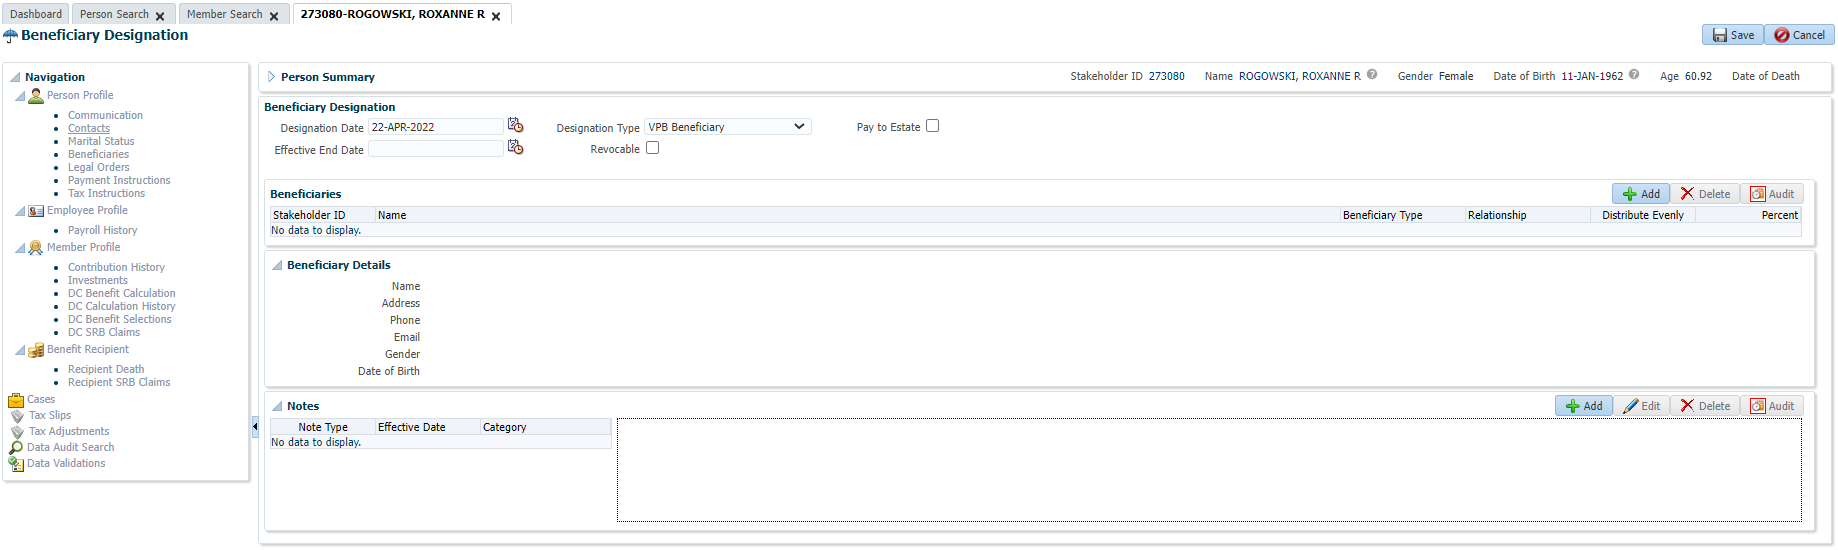 Dashboard Person Search Member Search 273080-ROGOWSKI, ROXANNE R
Beneficiary Designation Save Cancel
Navigation
Person Profile
Communication
Contacts
Marital Status
Beneficiaries
Legal Orders
Payment Instructions
Tax Instructions
Employee Profile
Payroll History
Member Profile
Contribution History
Investments
DC Benefit Calculation
DC Calculation History
DC Benefit Selections
DC SRB Claims
Benefit Recipient
Recipient Death
Recipient SRB Claims
Cases
Tax Slips
Tax Adjustments
Data Audit Search
Data Validations
Person Summary Stakeholder ID 273080 Name ROGOWSKI, ROXANNE R Gender Female Date of Birth 11-JAN-1962 Age 60.92 Date of Death
Beneficiary Designation
Designation Date 22-APR-2022 Designation Type VPB Beneficiary Pay to Estate
Effective End Date Revocable
Beneficiaries Add Delete Audit
Stakeholder ID Name Beneficiary Type Relationship Distribute Evenly Percent
No data to display.
Beneficiary Details
Name
Address
Phone
Email
Gender
Date of Birth
Notes Add Edit Delete Audit
Note Type Effective Date Category
No data to display.